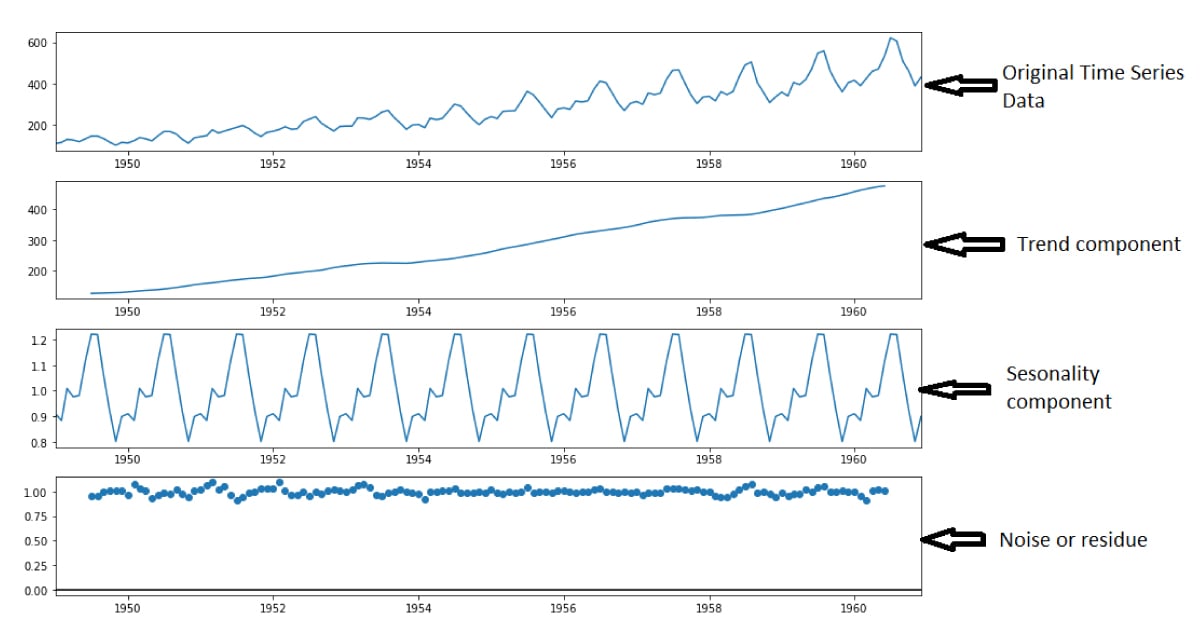 600
400
200
1950 1952 1954 1956 1958 1960
Original Time Series
Data
400
300
200
1950 1952 1954 1956 1958 1960
Trend component
1.2
1.1
1.0
0.9
0.8
1950 1952 1954 1956 1958 1960
Sesonality
component
1.00
0.75
0.50
0.25
0.00
1950 1952 1954 1956 1958 1960
Noise or residue